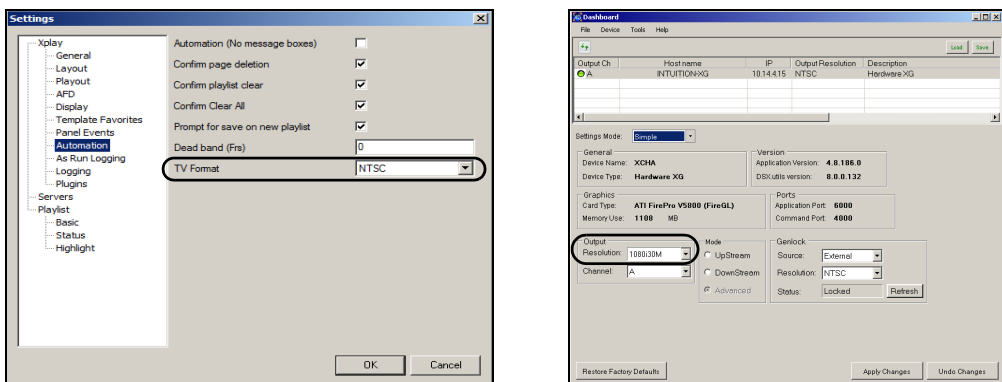 Settings
Xplay
General
Layout
Playout
AFD
Display
Template Favorites
Panel Events
Automation
As Run Logging
Logging
Plugins
Servers
Playlist
Basic
Status
Highlight
Automation (No message boxes)
Confirm page deletion
Confirm playlist clear
Confirm Clear All
Prompt for save on new playlist
Dead band (Frs) 0
TV Format NTSC
OK Cancel
Dashboard
File Device Tools Help
Load Save
Output Ch Host name IP Output Resolution Description
A INTUITION-XG 10.14.4.15 NTSC Hardware XG
Settings Mode: Simple
General
Device Name: XCHA
Device Type: Hardware XG
Version
Application Version: 4.8.186.0
DSX.utils version: 8.0.0.132
Graphics
Card Type: ATI FirePro V5800 (FireGL)
Memory Use: 1108 MB
Ports
Application Port: 6000
Command Port: 4000
Output
Resolution: 1080i30M
Channel: A
Mode
UpStream
DownStream
Advanced
Genlock
Source: External
Resolution: NTSC
Status: Locked Refresh
Restore Factory Defaults Apply Changes Undo Changes